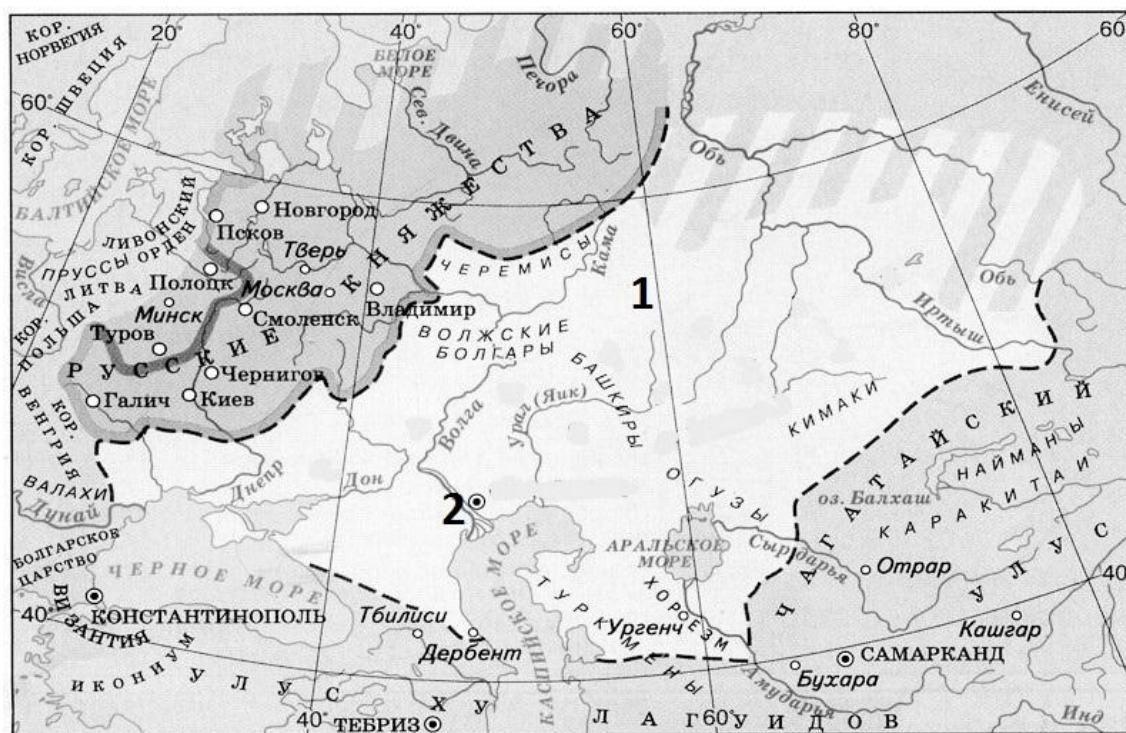 20°
40°
60°
80°
60°
КОР. НОРВЕГИЯ
КОР. ШВЕЦИЯ
БЕЛОЕ МОРЕ
Печора
Сев. Двина
Енисей
60°
Обь
БАЛТИЙСКОЕ МОРЕ
Новгород
Псков
ЛИВОНСКИЙ ОРДЕН
Тверь
РУССКИЕ КНЯЖЕСТВА
ЧЕРЕМИСЫ
Кама
1
Обь
Иртыш
Висла
ПРУССЫ
ЛИТВА
Полоцк
Москва
Владимир
Минск
Смоленск
КОР. ПОЛЬША
Туров
ВОЛЖСКИЕ БОЛГАРЫ
БАШКИРЫ
КИМАКИ
Чернигов
Галич
Киев
КОР. ВЕНГРИЯ
Волга
Урал (Яик)
ЧАГАТАЙСКИЙ УЛУС
НАЙМАНЫ
КАРАКИТАИ
оз. Балхаш
ВАЛАХИ
Днепр
Дон
ОГУЗЫ
Дунай
2
Сырдарья
АРАЛЬСКОЕ МОРЕ
Отрар
БОЛГАРСКОЕ ЦАРСТВО
ЧЕРНОЕ МОРЕ
КАСПИЙСКОЕ МОРЕ
40°
40°
ВИЗАНТИЯ
КОНСТАНТИНОПОЛЬ
Тбилиси
Дербент
ТУРКМЕНЫ
ХОРЕЗМ
Ургенч
Кашгар
САМАРКАНД
Бухара
Амударья
ИКОНИУМ
УЛУС ХУЛАГУИДОВ
40°
ТЕБРИЗ
60°
Инд